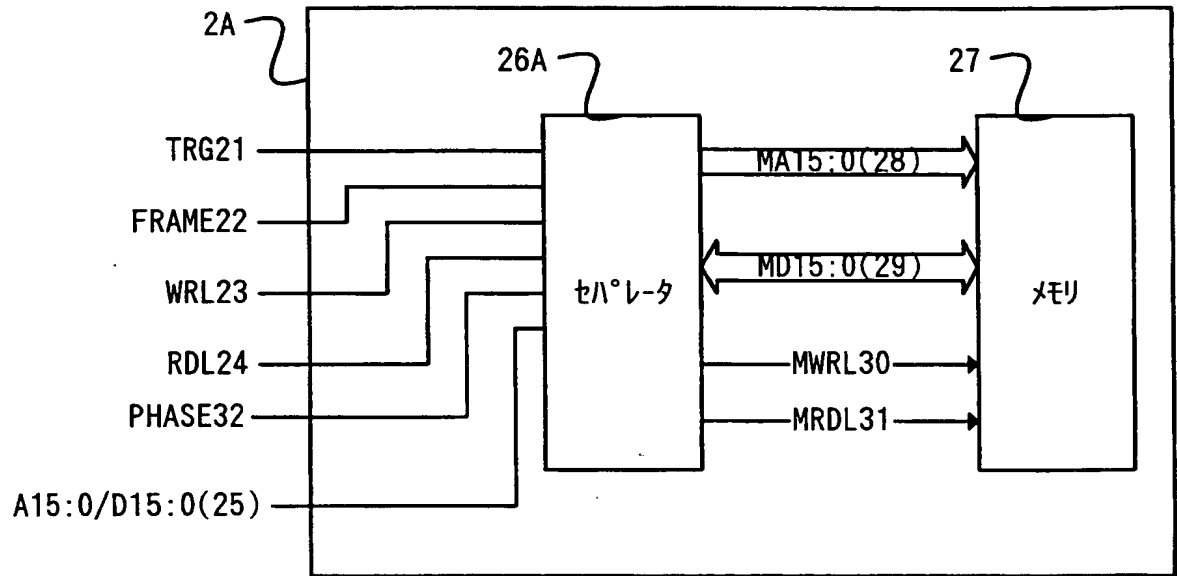 2A
26A
27
TRG21
FRAME22
WRL23
RDL24
PHASE32
A15:0/D15:0(25)
ｾﾊﾟﾚｰﾀ
MA15:0(28)
MD15:0(29)
MWRL30
MRDL31
ﾒﾓﾘ